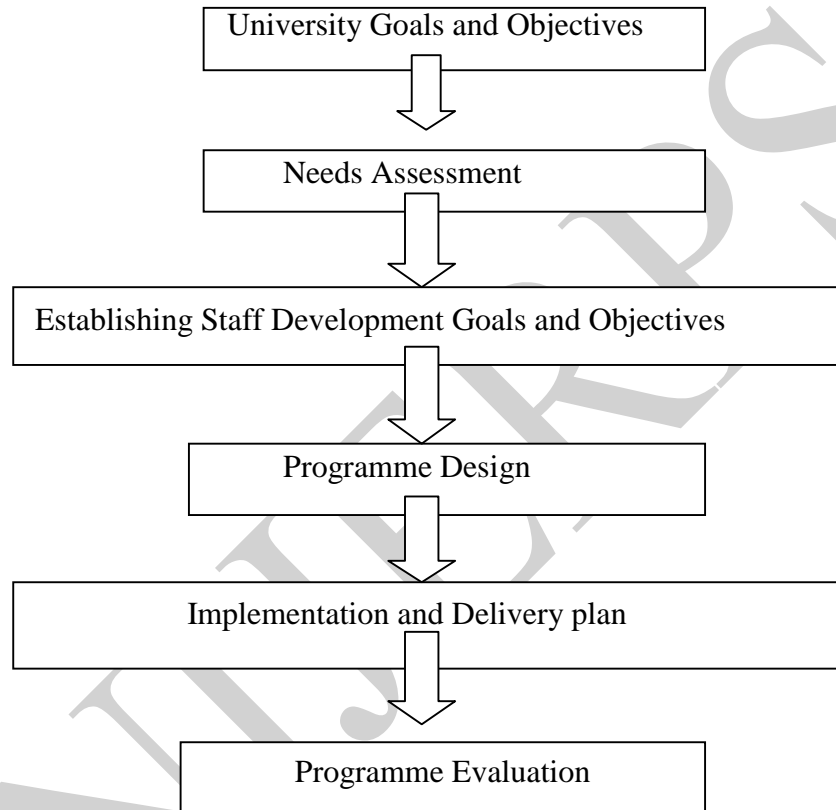 University Goals and Objectives
Needs Assessment
Establishing Staff Development Goals and Objectives
Programme Design
Implementation and Delivery plan
Programme Evaluation